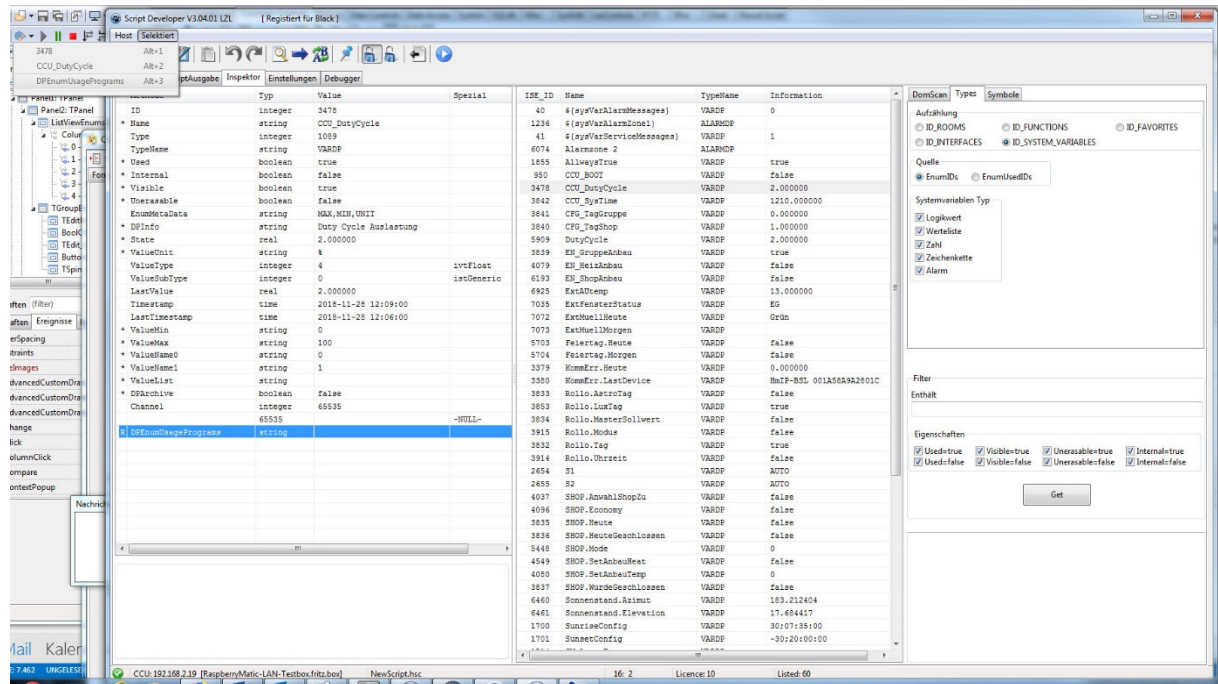 Script Developer V3.04.01 LZL [ Registiert für Black ]
Host Selektiert
3478 Alt+1
CCU_DutyCycle Alt+2
DPEnumUsagePrograms Alt+3
Inspektor Einstellungen Debugger
Panel1: TPanel
Panel2: TPanel
ListViewEnums
0 -
1 -
2 -
3 -
4 -
Nachricht
Mail Kalen
: 7.462 UNGELESE
Methode Typ Value Spezial
ID integer 3478
* Name string CCU_DutyCycle
Type integer 1089
TypeName string VARDP
* Used boolean true
* Internal boolean false
* Visible boolean true
* Unerasable boolean false
EnumMetaData string MAX,MIN,UNIT
* DPInfo string Duty Cycle Auslastung
* State real 2.000000
* ValueUnit string %
ValueType integer 4 ivtFloat
ValueSubType integer 0 istGeneric
LastValue real 2.000000
Timestamp time 2018-11-28 12:09:00
LastTimestamp time 2018-11-28 12:06:00
* ValueMin string 0
* ValueMax string 100
* ValueName0 string 0
* ValueName1 string 1
* ValueList string
* DPArchive boolean false
Channel integer 65535
65535 -NULL-
R DPEnumUsagePrograms string
ISE_ID Name TypeName Information
40 &{sysVarAlarmMessages} VARDP 0
1236 &{sysVarAlarmZone1} ALARMDP
41 &{sysVarServiceMessages} VARDP 1
6074 Alarmzone 2 ALARMDP
1855 AllwaysTrue VARDP true
950 CCU_BOOT VARDP false
3478 CCU_DutyCycle VARDP 2.000000
3842 CCU_SysTime VARDP 1210.000000
3841 CFG_TagGruppe VARDP 0.000000
3840 CFG_TagShop VARDP 1.000000
5909 DutyCycle VARDP 2.000000
3839 EN_GruppeAnbau VARDP true
4079 EN_HeizAnbau VARDP false
6193 EN_ShopAnbau VARDP false
6925 ExtAUtemp VARDP 13.000000
7035 ExtFensterStatus VARDP EG
7072 ExtMuellHeute VARDP Grün
7073 ExtMuellMorgen VARDP
5703 Feiertag.Heute VARDP false
5704 Feiertag.Morgen VARDP false
3379 KommErr.Heute VARDP 0.000000
3380 KommErr.LastDevice VARDP HmIP-BSL 001A58A9A2801C
3833 Rollo.AstroTag VARDP false
3853 Rollo.LuxTag VARDP true
3834 Rollo.MasterSollwert VARDP false
3915 Rollo.Modus VARDP false
3832 Rollo.Tag VARDP true
3914 Rollo.Uhrzeit VARDP false
2654 S1 VARDP AUTO
2655 S2 VARDP AUTO
4037 SHOP.AnwahlShopZu VARDP false
4096 SHOP.Economy VARDP false
3835 SHOP.Heute VARDP false
3836 SHOP.HeuteGeschlossen VARDP false
5448 SHOP.Mode VARDP 0
4549 SHOP.SetAnbauHeat VARDP false
4080 SHOP.SetAnbauTemp VARDP 0
3837 SHOP.WurdeGeschlossen VARDP false
6460 Sonnenstand.Azimut VARDP 183.212404
6461 Sonnenstand.Elevation VARDP 17.684417
1700 SunriseConfig VARDP 30;07:35:00
1701 SunsetConfig VARDP -30;20:00:00
DomScan Types Symbole
Aufzählung
ID_ROOMS ID_FUNCTIONS ID_FAVORITES
ID_INTERFACES ID_SYSTEM_VARIABLES
Quelle
EnumIDs EnumUsedIDs
Systemvariablen Typ
Logikwert
Werteliste
Zahl
Zeichenkette
Alarm
Filter
Enthält
Eigenschaften
Used=true Visible=true Unerasable=true Internal=true
Used=false Visible=false Unerasable=false Internal=false
Get
CCU: 192.168.2.19 [RaspberryMatic-LAN-Testbox.fritz.box] NewScript.hsc 16: 2 Licence: 10 Listed: 60